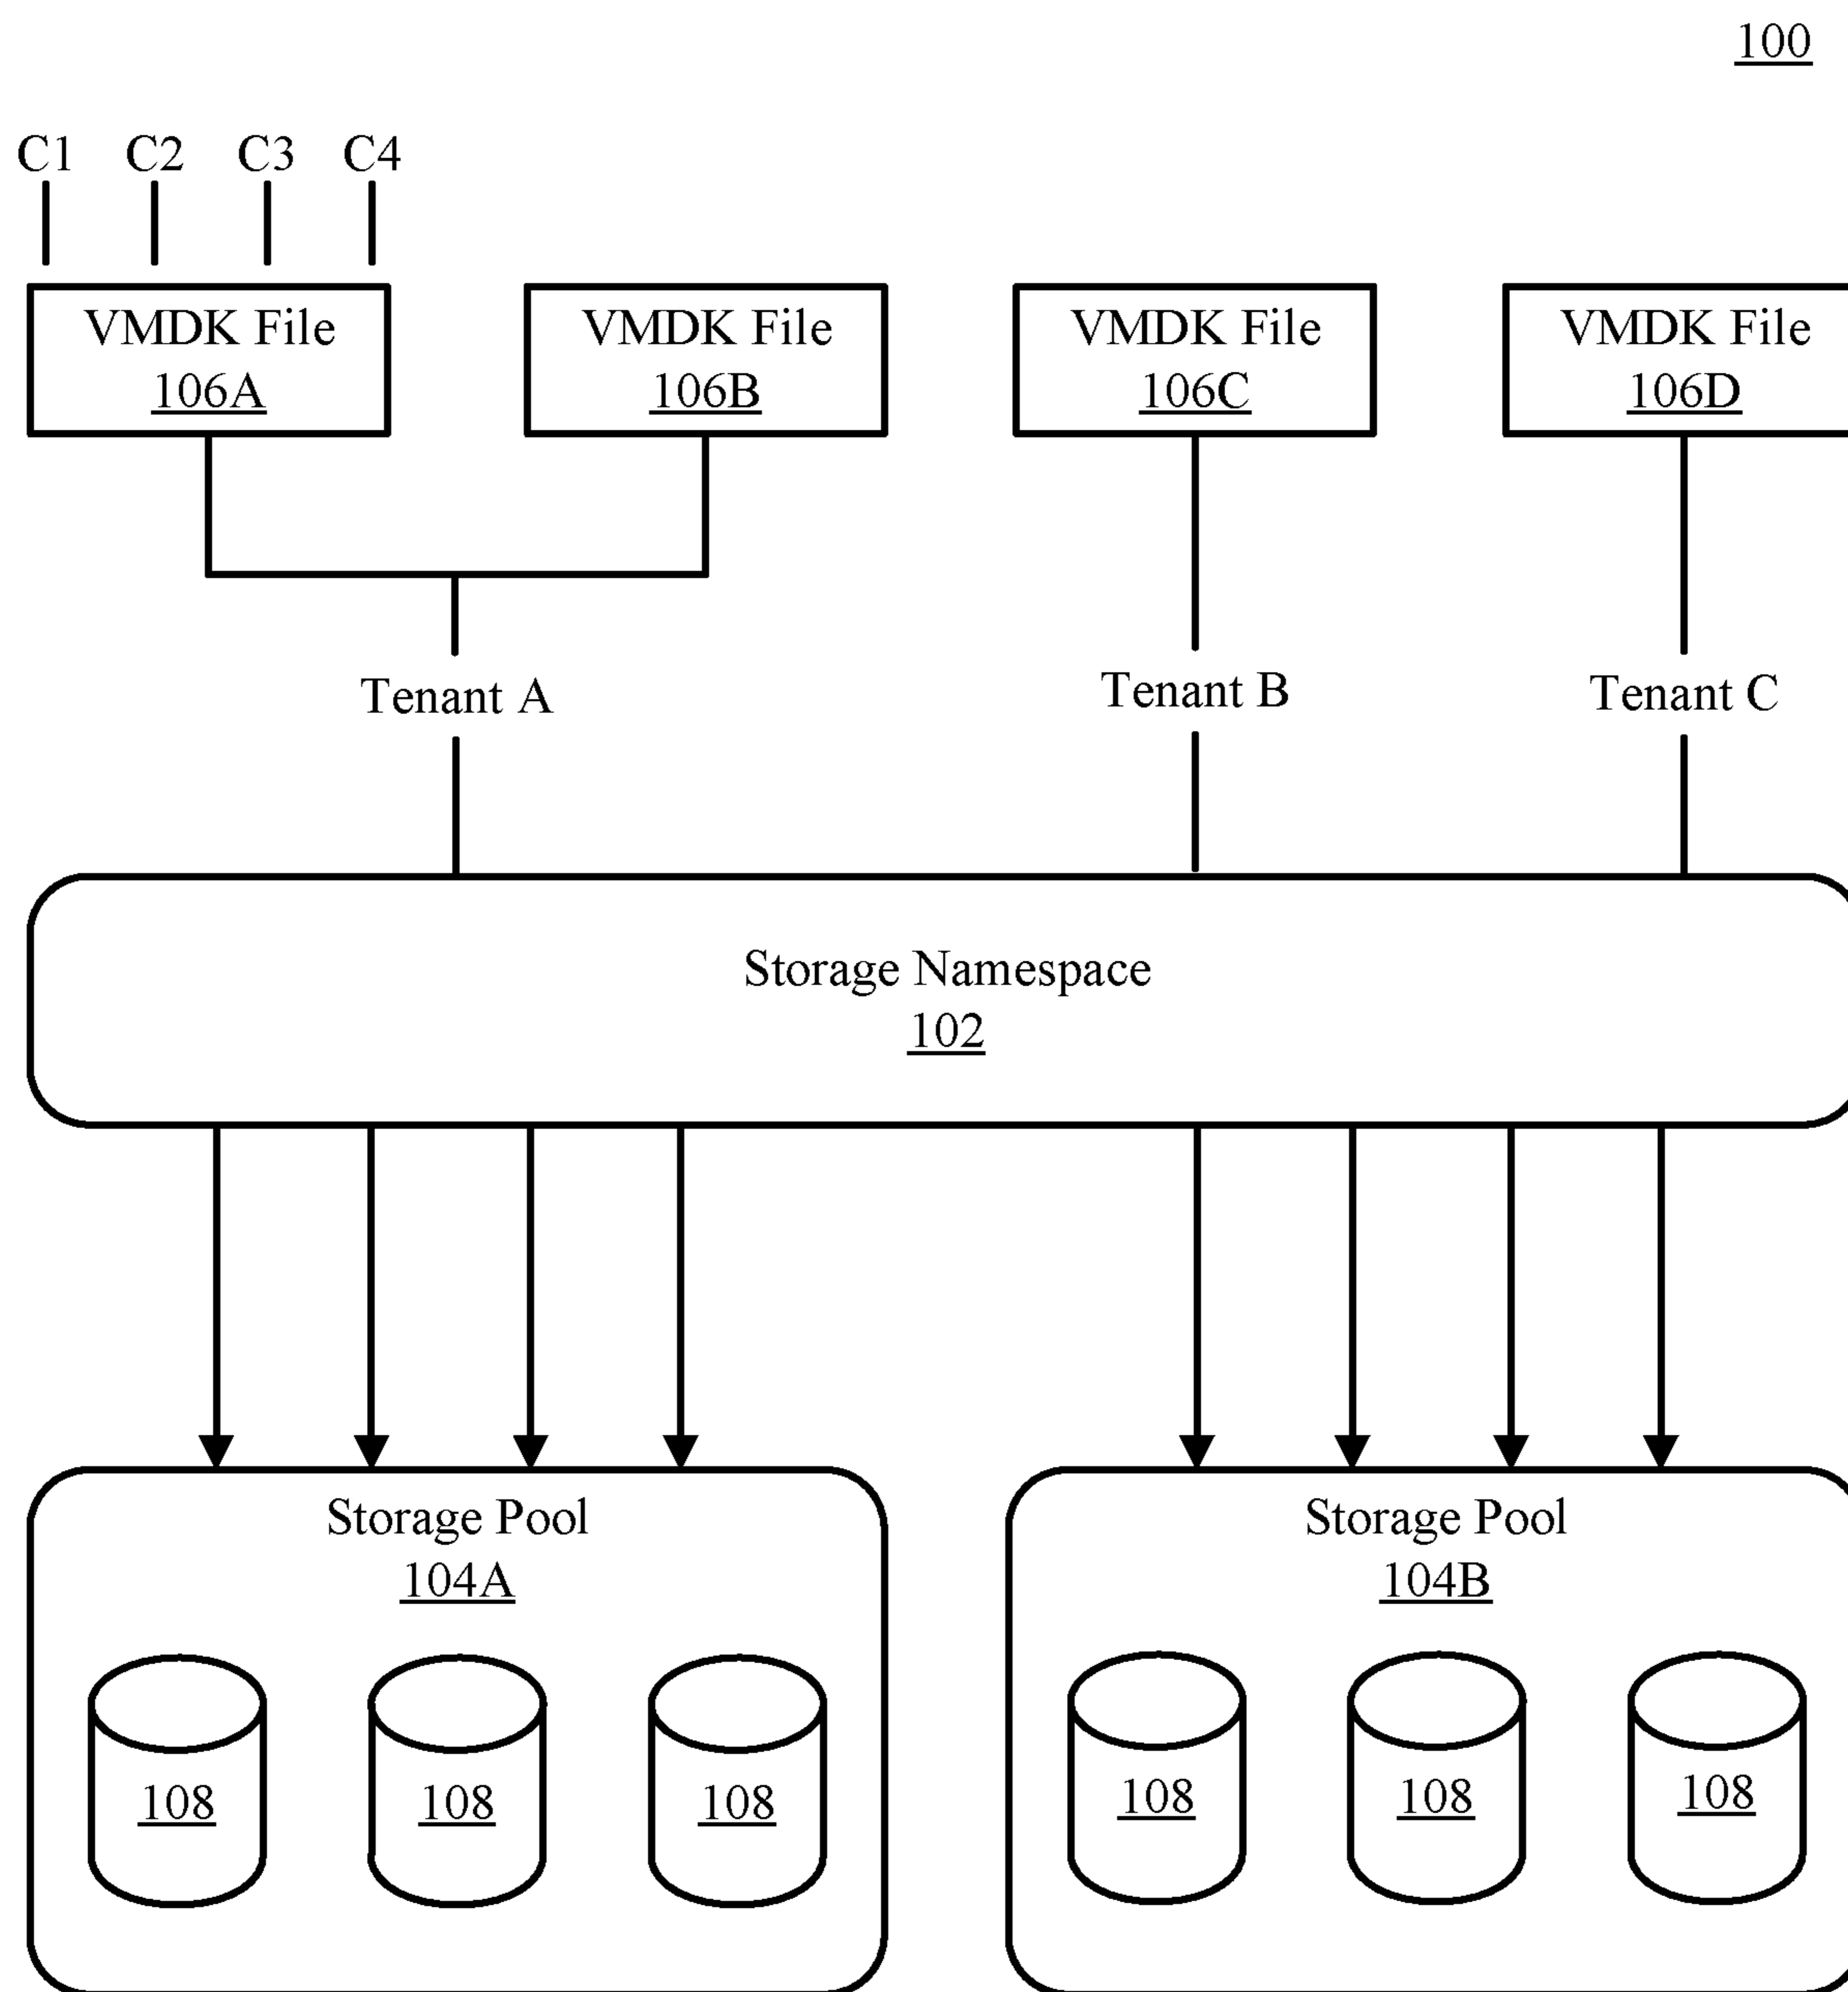 100
C1 C2 C3 C4
VMDK File VMDK File VMDK File VMDK File
106A 106B 106C 106D
Tenant A Tenant B Tenant C
Storage Namespace
102
Storage Pool Storage Pool
104A 104B
108 108 108 108 108 108